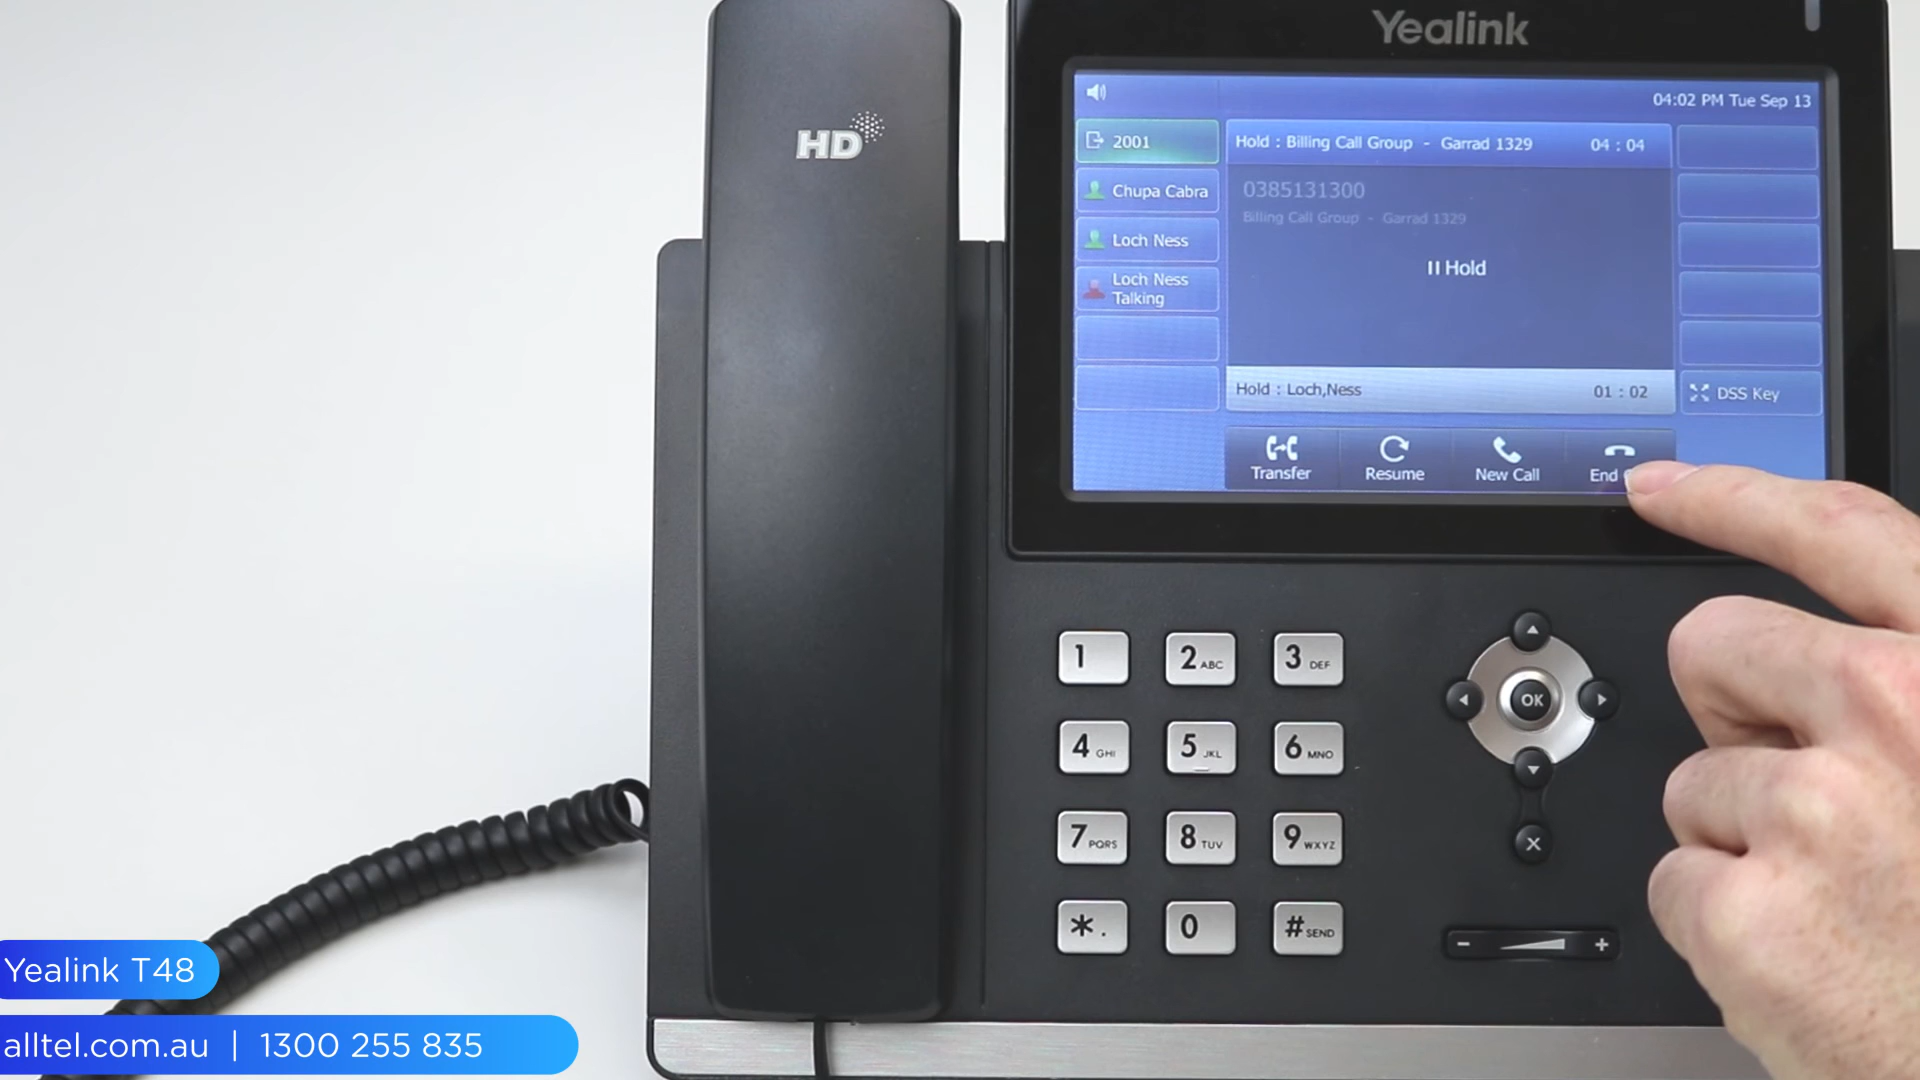 Yealink
HD
04:02 PM Tue Sep 13
2001
Hold : Billing Call Group - Garrad 1329 04 : 04
Chupa Cabra
0385131300
Billing Call Group - Garrad 1329
Loch Ness
Hold
Loch Ness
Talking
Hold : Loch,Ness 01 : 02
DSS Key
Transfer Resume New Call End
1 2 ABC 3 DEF
OK
4 GHI 5 JKL 6 MNO
7 PQRS 8 TUV 9 WXYZ
X
* . 0 # SEND
- +
Yealink T48
alltel.com.au | 1300 255 835